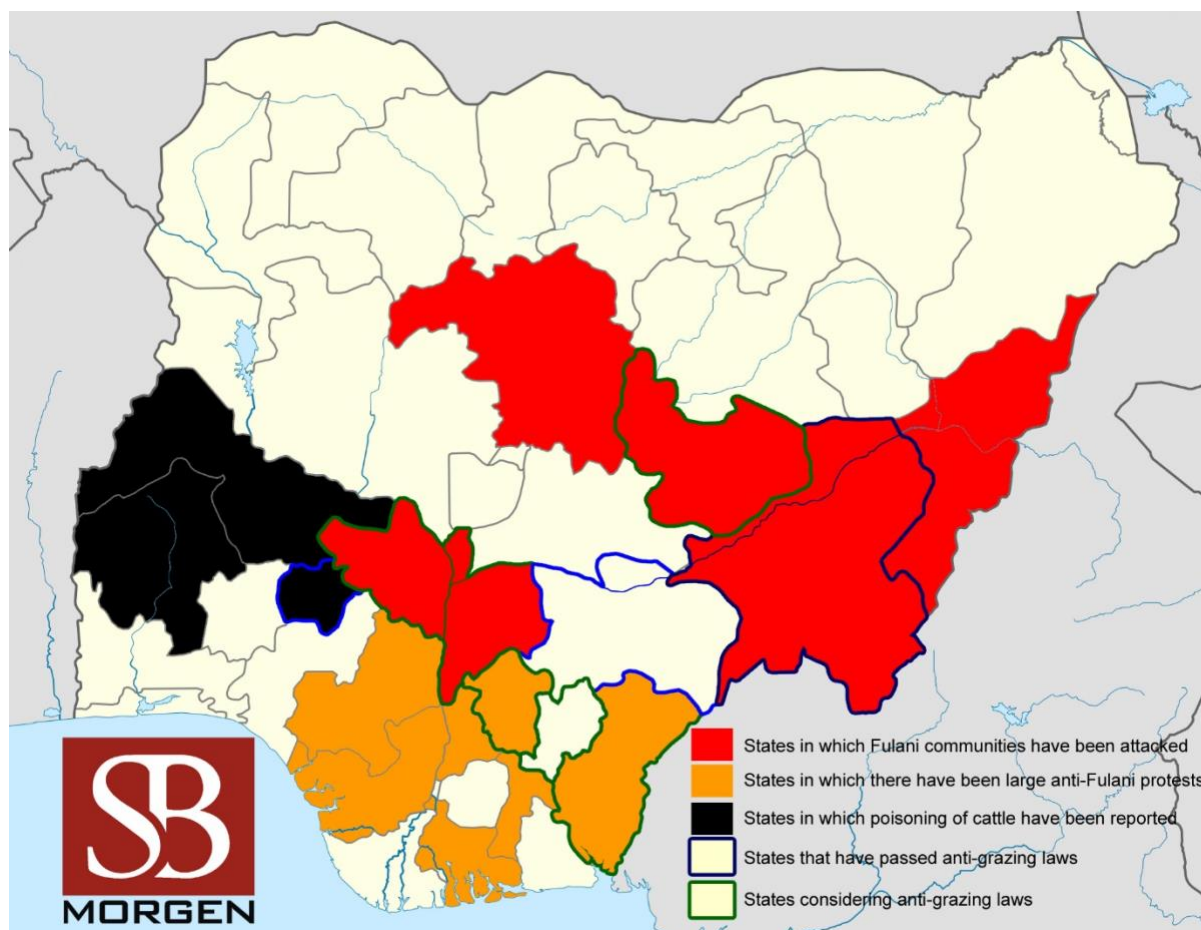 States in which Fulani communities have been attacked
States in which there have been large anti-Fulani protests
States in which poisoning of cattle have been reported
States that have passed anti-grazing laws
States considering anti-grazing laws
SB
MORGEN